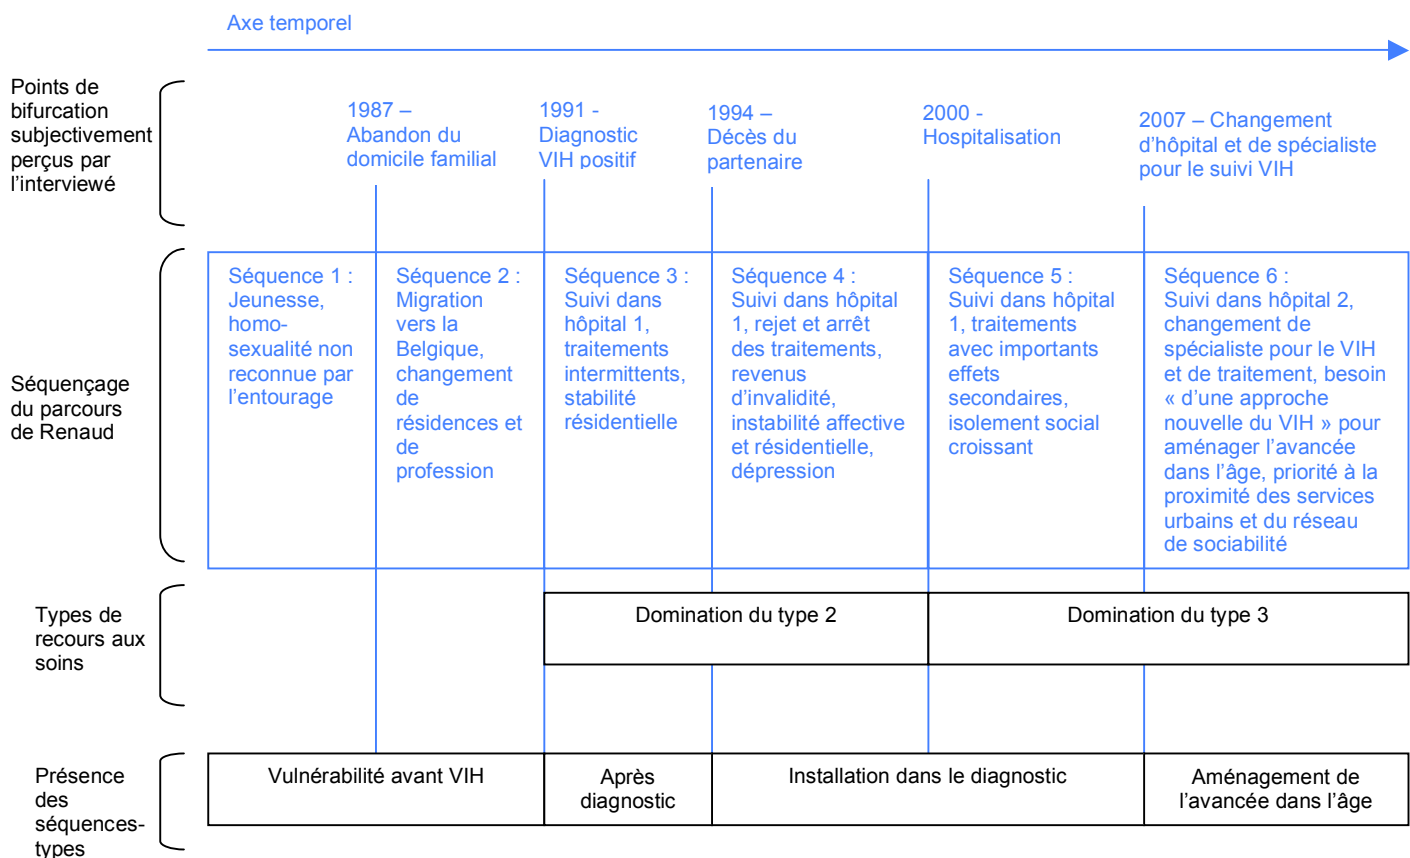 Axe temporel
Points de
bifurcation
subjectivement
perçus par
l’interviewé
1987 –
Abandon du
domicile familial
1991 -
Diagnostic
VIH positif
1994 –
Décès du
partenaire
2000 -
Hospitalisation
2007 – Changement
d’hôpital et de spécialiste
pour le suivi VIH
Séquençage
du parcours
de Renaud
Séquence 1 :
Jeunesse,
homo-
sexualité non
reconnue par
l’entourage
Séquence 2 :
Migration
vers la
Belgique,
changement
de
résidences et
de
profession
Séquence 3 :
Suivi dans
hôpital 1,
traitements
intermittents,
stabilité
résidentielle
Séquence 4 :
Suivi dans hôpital
1, rejet et arrêt
des traitements,
revenus
d’invalidité,
instabilité affective
et résidentielle,
dépression
Séquence 5 :
Suivi dans hôpital
1, traitements
avec importants
effets
secondaires,
isolement social
croissant
Séquence 6 :
Suivi dans hôpital 2,
changement de
spécialiste pour le VIH
et de traitement, besoin
« d’une approche
nouvelle du VIH » pour
aménager l’avancée
dans l’âge, priorité à la
proximité des services
urbains et du réseau
de sociabilité
Types de
recours aux
soins
Domination du type 2
Domination du type 3
Présence
des
séquences-
types
Vulnérabilité avant VIH
Après
diagnostic
Installation dans le diagnostic
Aménagement de
l’avancée dans l’âge